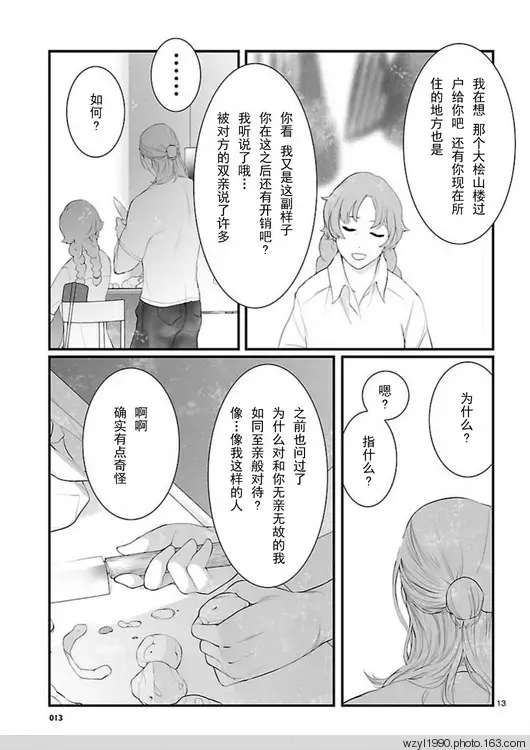 我在想 那个大桧山楼过
户给你吧 还有你现在所
住的地方也是
你看 我又是这副样子
你在这之后还有开销吧?
我听说了哦…
被对方的双亲说了许多
……
如何?
为什么?
嗯?
指什么?
之前也问过了
为什么对和你无亲无故的我
如同至亲般对待?
像…像我这样的人
啊啊
确实有点奇怪
13
013
wzyl1990.photo.163.com